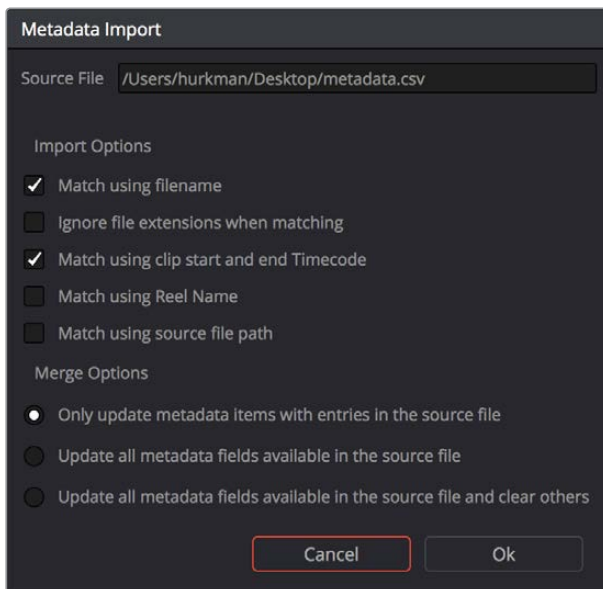 Metadata Import
Source File /Users/hurkman/Desktop/metadata.csv
Import Options
Match using filename
Ignore file extensions when matching
Match using clip start and end Timecode
Match using Reel Name
Match using source file path
Merge Options
Only update metadata items with entries in the source file
Update all metadata fields available in the source file
Update all metadata fields available in the source file and clear others
Cancel Ok